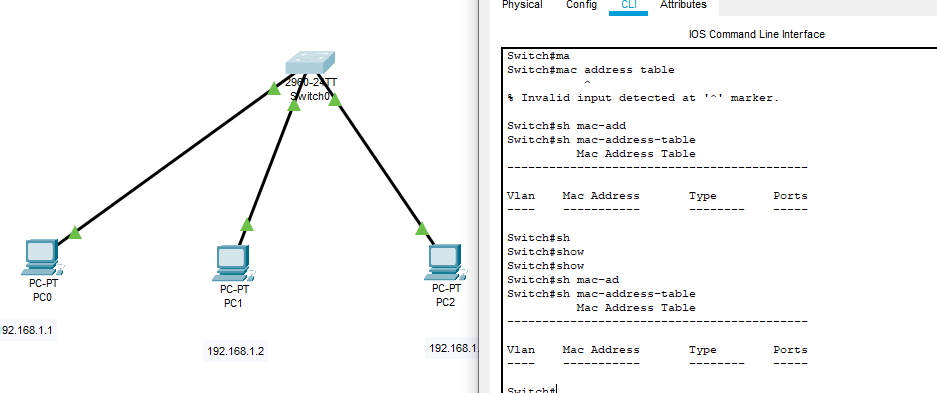 2960-24TT
Switch0
PC-PT
PC0
PC-PT
PC1
PC-PT
PC2
92.168.1.1
192.168.1.2
192.168.1.
Physical Config CLI Attributes
IOS Command Line Interface
Switch#ma
Switch#mac address table
^
% Invalid input detected at '^' marker.
Switch#sh mac-add
Switch#sh mac-address-table
Mac Address Table
-------------------------------------------
Vlan Mac Address Type Ports
---- ----------- -------- -----
Switch#sh
Switch#show
Switch#show
Switch#sh mac-ad
Switch#sh mac-address-table
Mac Address Table
-------------------------------------------
Vlan Mac Address Type Ports
---- ----------- -------- -----
Switch#